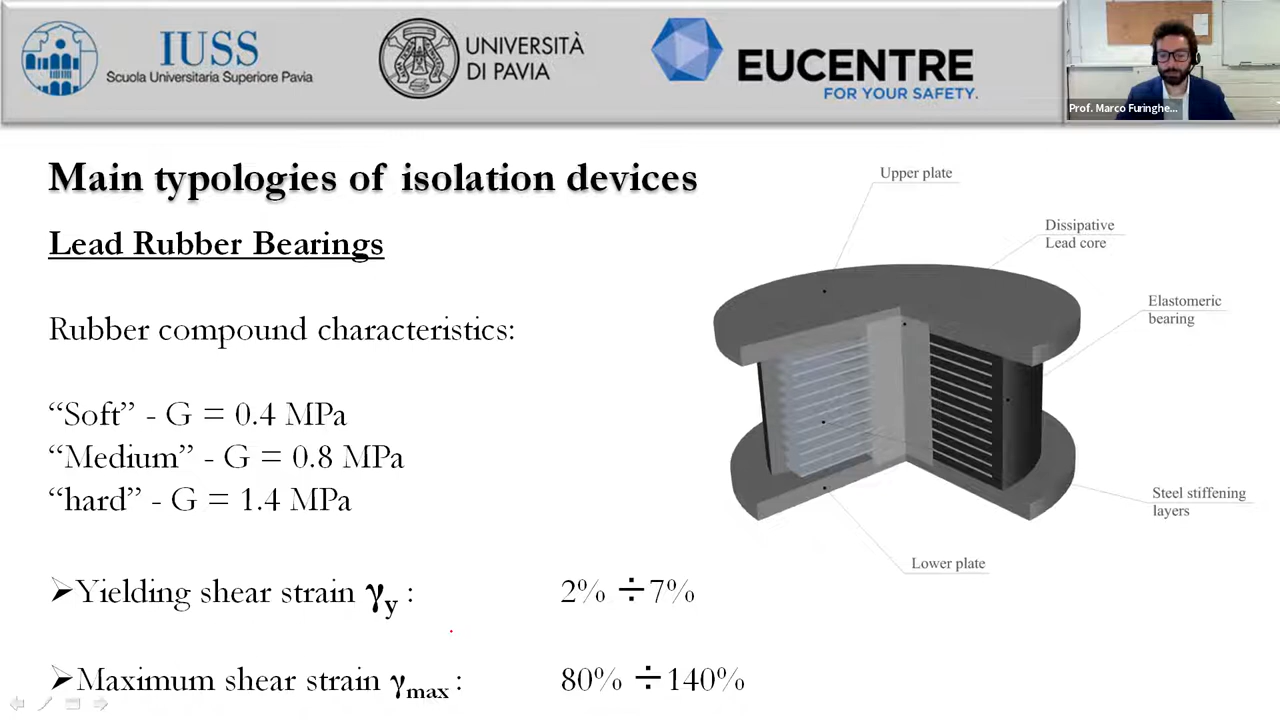 IUSS
Scuola Universitaria Superiore Pavia
UNIVERSITÀ
DI PAVIA
EUCENTRE
FOR YOUR SAFETY.
Prof. Marco Furinghe...
Main typologies of isolation devices
Lead Rubber Bearings
Rubber compound characteristics:
“Soft” - G = 0.4 MPa
“Medium” - G = 0.8 MPa
“hard” - G = 1.4 MPa
➢Yielding shear strain γy : 2% ÷7%
➢Maximum shear strain γmax : 80% ÷140%
Upper plate
Dissipative
Lead core
Elastomeric
bearing
Steel stiffening
layers
Lower plate